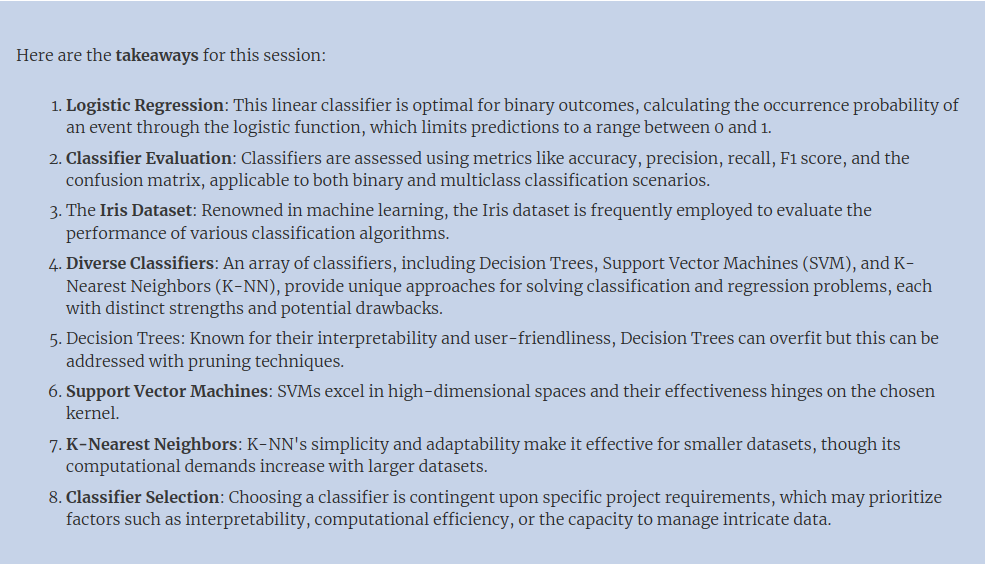 Here are the takeaways for this session:
1. Logistic Regression: This linear classifier is optimal for binary outcomes, calculating the occurrence probability of
an event through the logistic function, which limits predictions to a range between 0 and 1.
2. Classifier Evaluation: Classifiers are assessed using metrics like accuracy, precision, recall, F1 score, and the
confusion matrix, applicable to both binary and multiclass classification scenarios.
3. The Iris Dataset: Renowned in machine learning, the Iris dataset is frequently employed to evaluate the
performance of various classification algorithms.
4. Diverse Classifiers: An array of classifiers, including Decision Trees, Support Vector Machines (SVM), and K-
Nearest Neighbors (K-NN), provide unique approaches for solving classification and regression problems, each
with distinct strengths and potential drawbacks.
5. Decision Trees: Known for their interpretability and user-friendliness, Decision Trees can overfit but this can be
addressed with pruning techniques.
6. Support Vector Machines: SVMs excel in high-dimensional spaces and their effectiveness hinges on the chosen
kernel.
7. K-Nearest Neighbors: K-NN's simplicity and adaptability make it effective for smaller datasets, though its
computational demands increase with larger datasets.
8. Classifier Selection: Choosing a classifier is contingent upon specific project requirements, which may prioritize
factors such as interpretability, computational efficiency, or the capacity to manage intricate data.